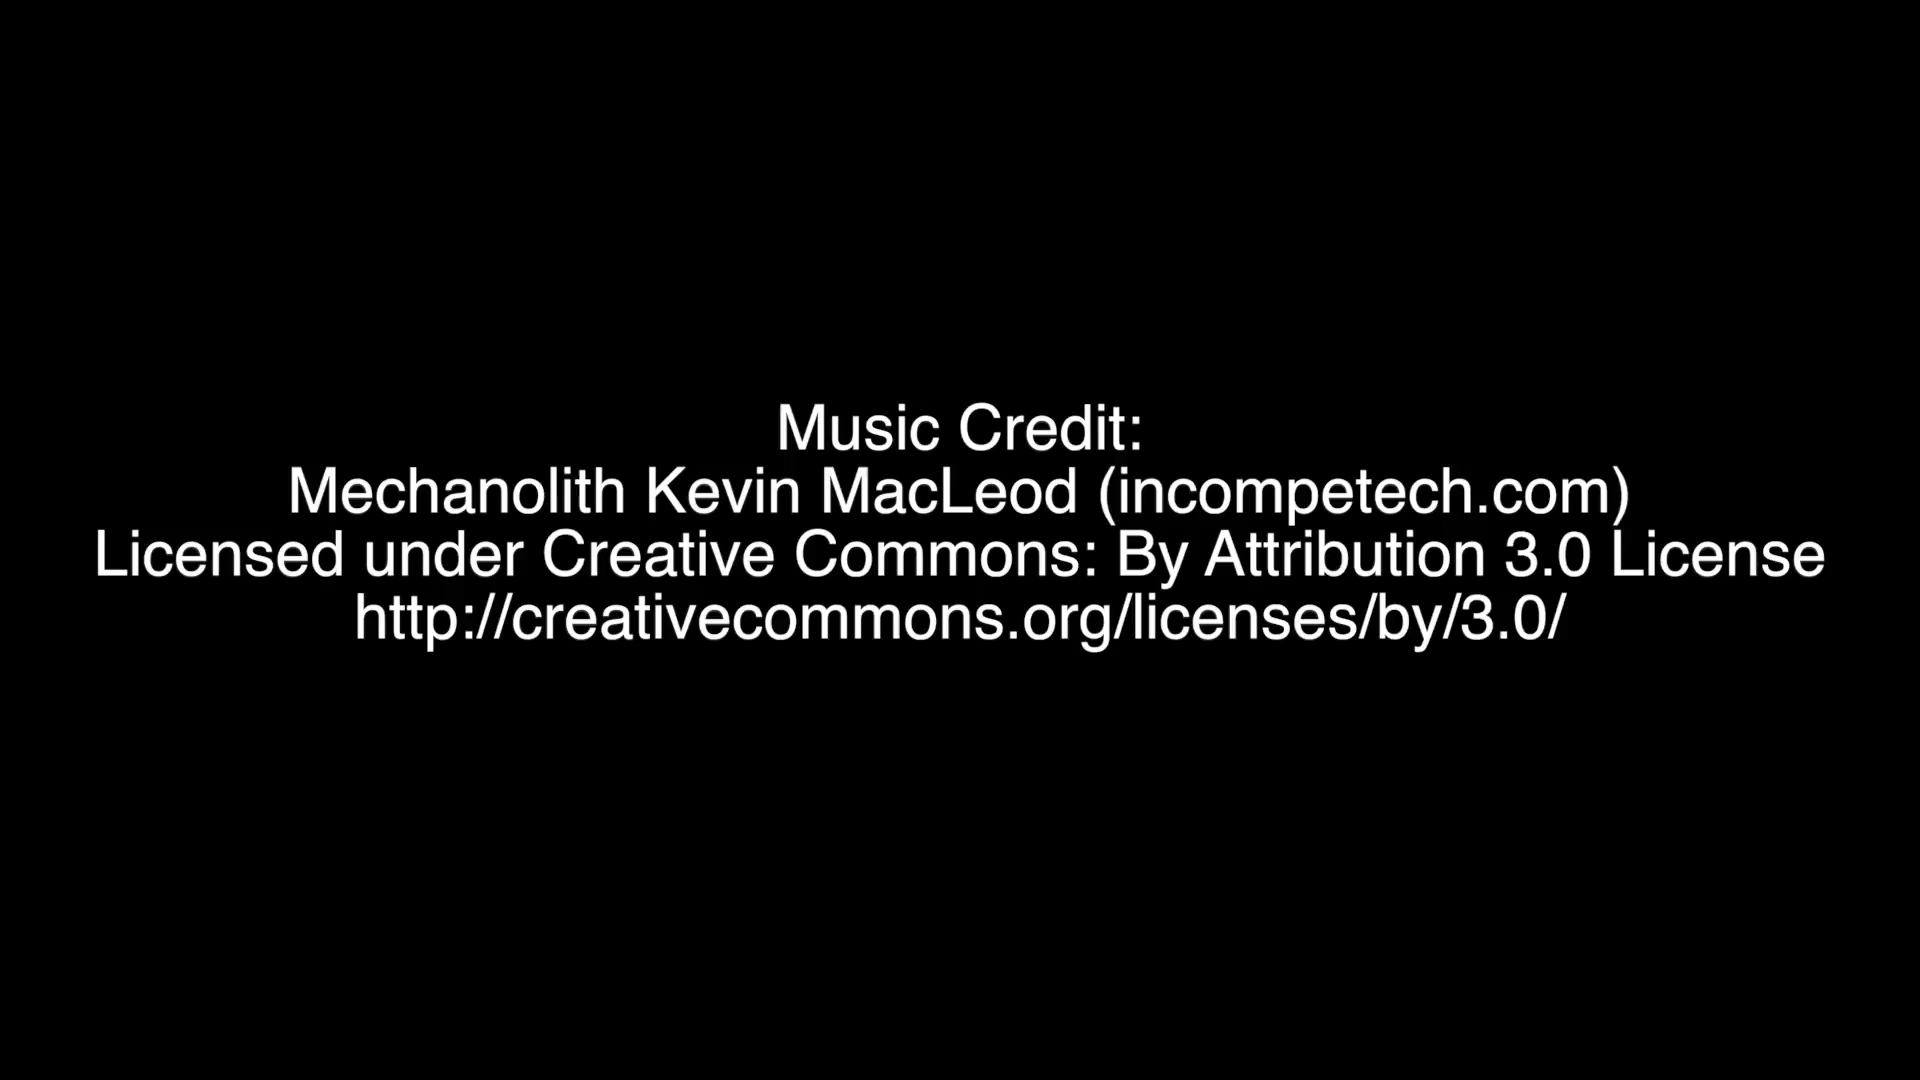 Music Credit:
Mechanolith Kevin MacLeod (incompetech.com)
Licensed under Creative Commons: By Attribution 3.0 License
http://creativecommons.org/licenses/by/3.0/